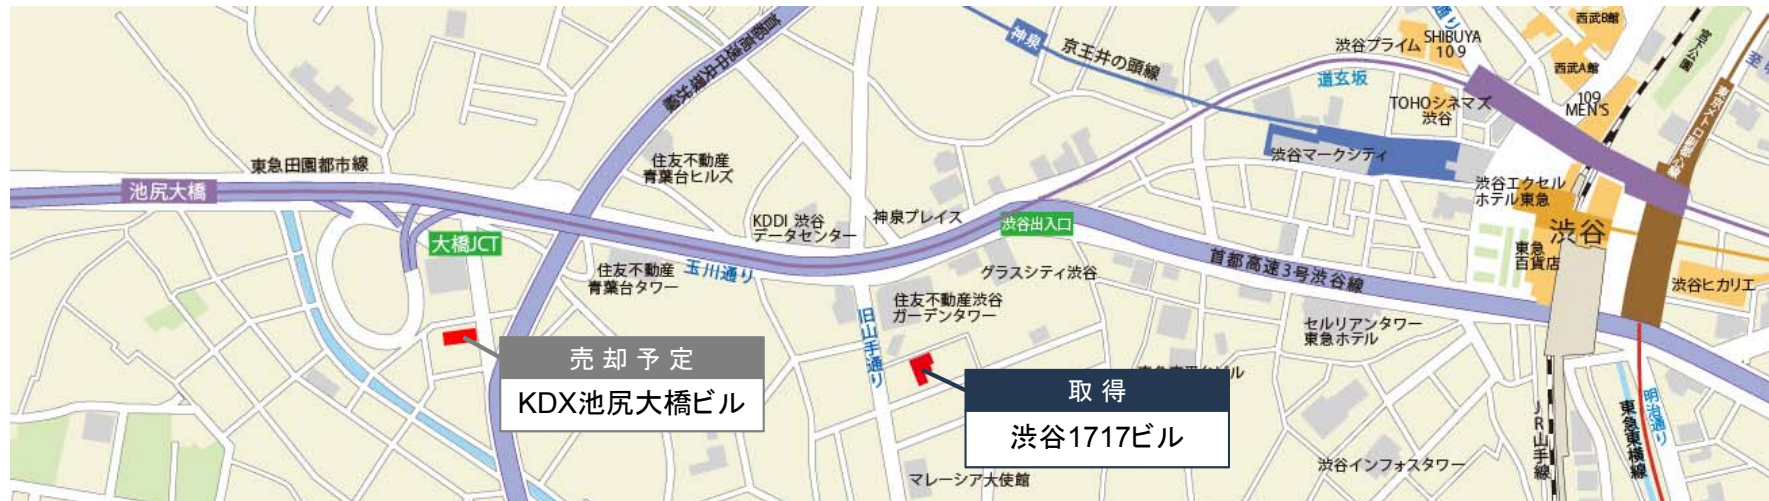 西武B館
通り
SHIBUYA
109
神泉
京王井の頭線
渋谷プライム
宮下公園
西武A館
首都高速中央環状線
道玄坂
109
MEN'S
TOHOシネマズ
渋谷
東急田園都市線
住友不動産
青葉台ヒルズ
渋谷マークシティ
池尻大橋
渋谷エクセル
ホテル東急
KDDI 渋谷
データセンター
神泉プレイス
渋谷出入口
渋谷
大橋JCT
東急
百貨店
住友不動産
青葉台タワー
玉川通り
グラスシティ渋谷
首都高速3号渋谷線
渋谷ヒカリエ
住友不動産渋谷
ガーデンタワー
旧山手通り
セルリアンタワー
東急ホテル
売却予定
KDX池尻大橋ビル
取得
渋谷1717ビル
JR山手線
東急東横線
明治通り
渋谷インフォスタワー
マレーシア大使館